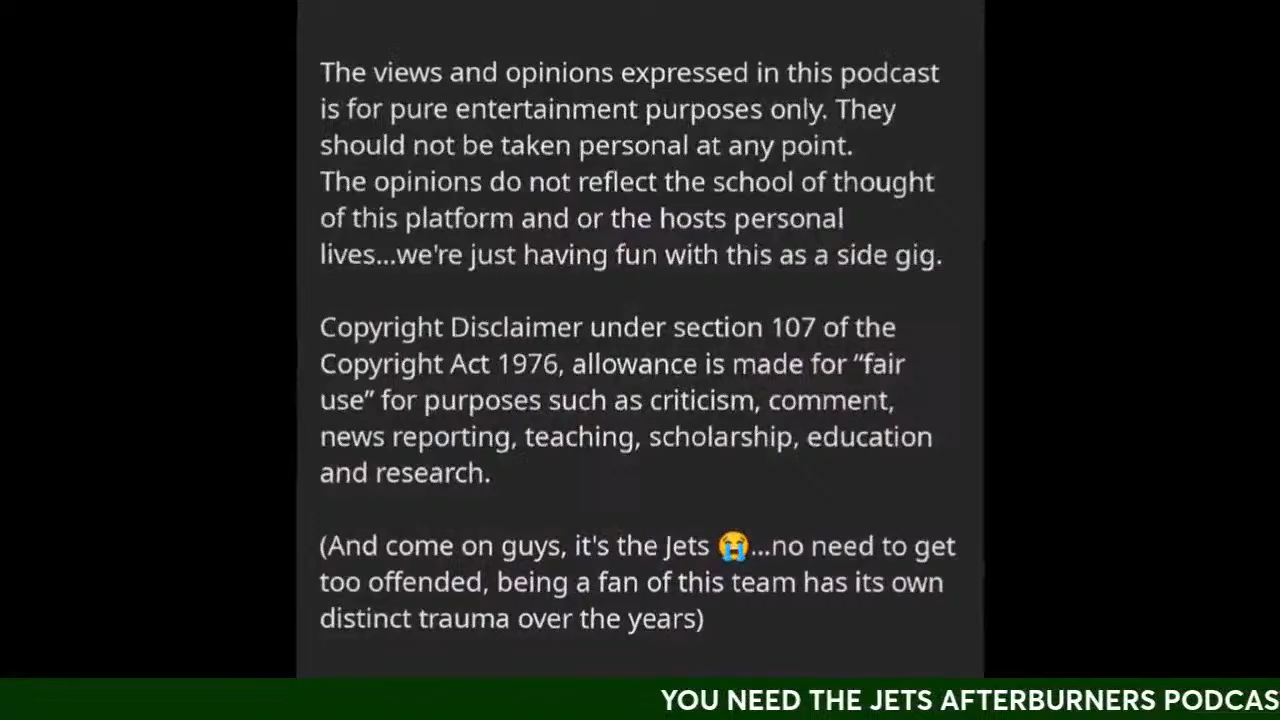 The views and opinions expressed in this podcast
is for pure entertainment purposes only. They
should not be taken personal at any point.
The opinions do not reflect the school of thought
of this platform and or the hosts personal
lives...we're just having fun with this as a side gig.
Copyright Disclaimer under section 107 of the
Copyright Act 1976, allowance is made for “fair
use” for purposes such as criticism, comment,
news reporting, teaching, scholarship, education
and research.
(And come on guys, it's the Jets 😭...no need to get
too offended, being a fan of this team has its own
distinct trauma over the years)
YOU NEED THE JETS AFTERBURNERS PODCAS